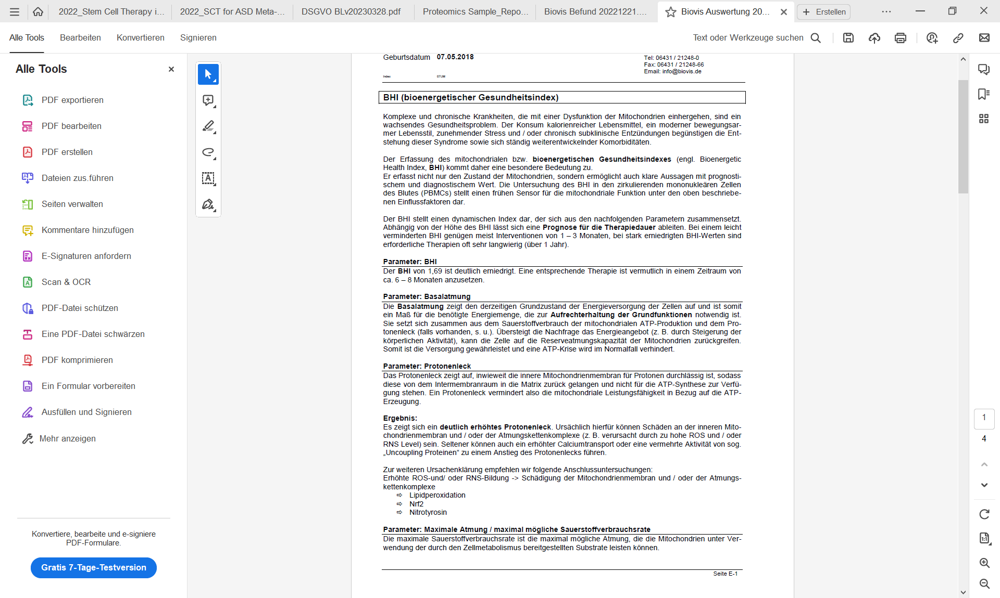 2022_Stem Cell Therapy i...
2022_SCT for ASD Meta-...
DSGVO BLv20230328.pdf
Proteomics Sample_Repo...
Biovis Befund 20221221....
Biovis Auswertung 20...
Erstellen
Alle Tools
Bearbeiten
Konvertieren
Signieren
Text oder Werkzeuge suchen
Alle Tools
PDF exportieren
PDF bearbeiten
PDF erstellen
Dateien zus.führen
Seiten verwalten
Kommentare hinzufügen
E-Signaturen anfordern
Scan & OCR
PDF-Datei schützen
Eine PDF-Datei schwärzen
PDF komprimieren
Ein Formular vorbereiten
Ausfüllen und Signieren
Mehr anzeigen
Konvertiere, bearbeite und e-signiere
PDF-Formulare.
Gratis 7-Tage-Testversion
Geburtsdatum 07.05.2018
Tel: 06431 / 21248-0
Fax: 06431 / 21248-66
Email: info@biovis.de
Index STUM
BHI (bioenergetischer Gesundheitsindex)
Komplexe und chronische Krankheiten, die mit einer Dysfunktion der Mitochondrien einhergehen, sind ein
wachsendes Gesundheitsproblem. Der Konsum kalorienreicher Lebensmittel, ein moderner bewegungsar-
mer Lebensstil, zunehmender Stress und / oder chronisch subklinische Entzündungen begünstigen die Ent-
stehung dieser Syndrome sowie sich ständig weiterentwickelnder Komorbiditäten.
Der Erfassung des mitochondrialen bzw. bioenergetischen Gesundheitsindexes (engl. Bioenergetic
Health Index, BHI) kommt daher eine besondere Bedeutung zu.
Er erfasst nicht nur den Zustand der Mitochondrien, sondern ermöglicht auch klare Aussagen mit prognosti-
schem und diagnostischem Wert. Die Untersuchung des BHI in den zirkulierenden mononukleären Zellen
des Blutes (PBMCs) stellt einen frühen Sensor für die mitochondriale Funktion unter den oben beschriebe-
nen Einflussfaktoren dar.
Der BHI stellt einen dynamischen Index dar, der sich aus den nachfolgenden Parametern zusammensetzt.
Abhängig von der Höhe des BHI lässt sich eine Prognose für die Therapiedauer ableiten. Bei einem leicht
verminderten BHI genügen meist Interventionen von 1 – 3 Monaten, bei stark erniedrigten BHI-Werten sind
erforderliche Therapien oft sehr langwierig (über 1 Jahr).
Parameter: BHI
Der BHI von 1,69 ist deutlich erniedrigt. Eine entsprechende Therapie ist vermutlich in einem Zeitraum von
ca. 6 – 8 Monaten anzusetzen.
Parameter: Basalatmung
Die Basalatmung zeigt den derzeitigen Grundzustand der Energieversorgung der Zellen auf und ist somit
ein Maß für die benötigte Energiemenge, die zur Aufrechterhaltung der Grundfunktionen notwendig ist.
Sie setzt sich zusammen aus dem Sauerstoffverbrauch der mitochondrialen ATP-Produktion und dem Pro-
tonenleck (falls vorhanden, s. u.). Übersteigt die Nachfrage das Energieangebot (z. B. durch Steigerung der
körperlichen Aktivität), kann die Zelle auf die Reserveatmungskapazität der Mitochondrien zurückgreifen.
Somit ist die Versorgung gewährleistet und eine ATP-Krise wird im Normalfall verhindert.
Parameter: Protonenleck
Das Protonenleck zeigt auf, inwieweit die innere Mitochondrienmembran für Protonen durchlässig ist, sodass
diese von dem Intermembranraum in die Matrix zurück gelangen und nicht für die ATP-Synthese zur Verfü-
gung stehen. Ein Protonenleck vermindert also die mitochondriale Leistungsfähigkeit in Bezug auf die ATP-
Erzeugung.
Ergebnis:
Es zeigt sich ein deutlich erhöhtes Protonenleck. Ursächlich hierfür können Schäden an der inneren Mito-
chondrienmembran und / oder der Atmungskettenkomplexe (z. B. verursacht durch zu hohe ROS und / oder
RNS Level) sein. Seltener können auch ein erhöhter Calciumtransport oder eine vermehrte Aktivität von sog.
„Uncoupling Proteinen“ zu einem Anstieg des Protonenlecks führen.
Zur weiteren Ursachenklärung empfehlen wir folgende Anschlussuntersuchungen:
Erhöhte ROS-und/ oder RNS-Bildung -> Schädigung der Mitochondrienmembran und / oder der Atmungs-
kettenkomplexe
⇨ Lipidperoxidation
⇨ Nrf2
⇨ Nitrotyrosin
Parameter: Maximale Atmung / maximal mögliche Sauerstoffverbrauchsrate
Die maximale Sauerstoffverbrauchsrate ist die maximal mögliche Atmung, die die Mitochondrien unter Ver-
wendung der durch den Zellmetabolismus bereitgestellten Substrate leisten können.
Seite E-1
1
4